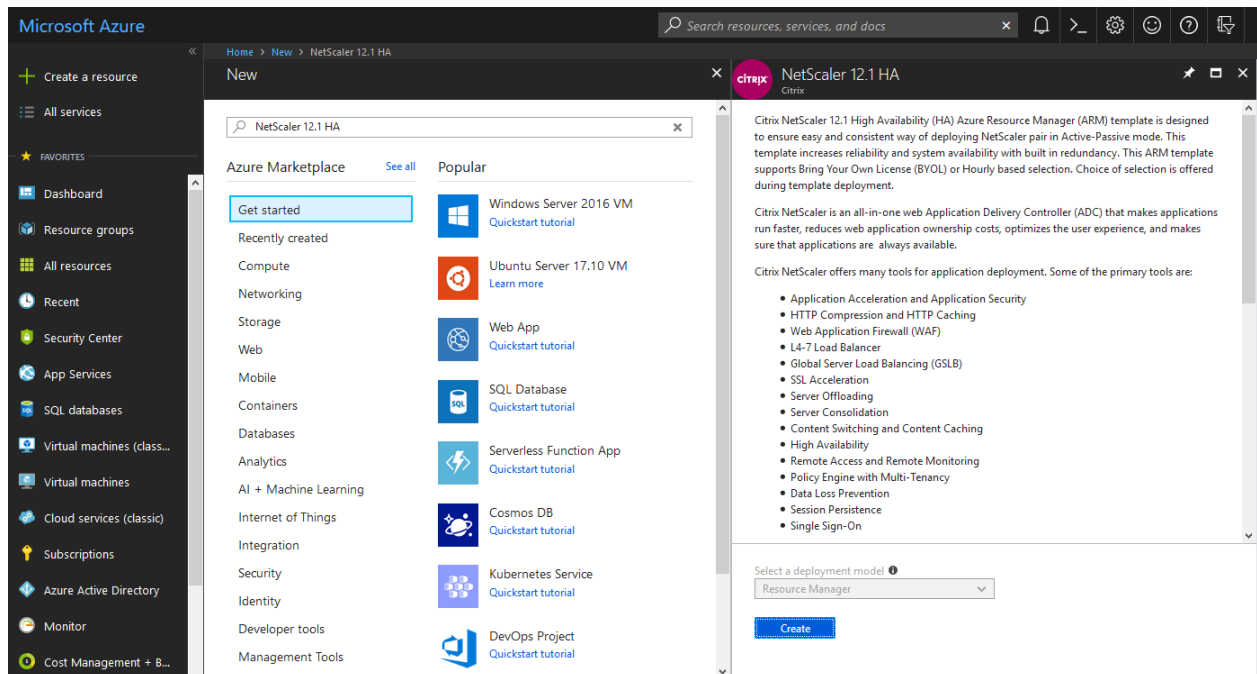 Microsoft Azure
Search resources, services, and docs
Home > New > NetScaler 12.1 HA
Create a resource
All services
FAVORITES
Dashboard
Resource groups
All resources
Recent
Security Center
App Services
SQL databases
Virtual machines (class...
Virtual machines
Cloud services (classic)
Subscriptions
Azure Active Directory
Monitor
Cost Management + B...
New
NetScaler 12.1 HA
Azure Marketplace
See all
Popular
Get started
Recently created
Compute
Networking
Storage
Web
Mobile
Containers
Databases
Analytics
AI + Machine Learning
Internet of Things
Integration
Security
Identity
Developer tools
Management Tools
Windows Server 2016 VM
Quickstart tutorial
Ubuntu Server 17.10 VM
Learn more
Web App
Quickstart tutorial
SQL
SQL Database
Quickstart tutorial
Serverless Function App
Quickstart tutorial
Cosmos DB
Quickstart tutorial
Kubernetes Service
Quickstart tutorial
DevOps Project
Quickstart tutorial
CITRIX
NetScaler 12.1 HA
Citrix
Citrix NetScaler 12.1 High Availability (HA) Azure Resource Manager (ARM) template is designed
to ensure easy and consistent way of deploying NetScaler pair in Active-Passive mode. This
template increases reliability and system availability with built in redundancy. This ARM template
supports Bring Your Own License (BYOL) or Hourly based selection. Choice of selection is offered
during template deployment.
Citrix NetScaler is an all-in-one web Application Delivery Controller (ADC) that makes applications
run faster, reduces web application ownership costs, optimizes the user experience, and makes
sure that applications are always available.
Citrix NetScaler offers many tools for application deployment. Some of the primary tools are:
• Application Acceleration and Application Security
• HTTP Compression and HTTP Caching
• Web Application Firewall (WAF)
• L4-7 Load Balancer
• Global Server Load Balancing (GSLB)
• SSL Acceleration
• Server Offloading
• Server Consolidation
• Content Switching and Content Caching
• High Availability
• Remote Access and Remote Monitoring
• Policy Engine with Multi-Tenancy
• Data Loss Prevention
• Session Persistence
• Single Sign-On
Select a deployment model
Resource Manager
Create